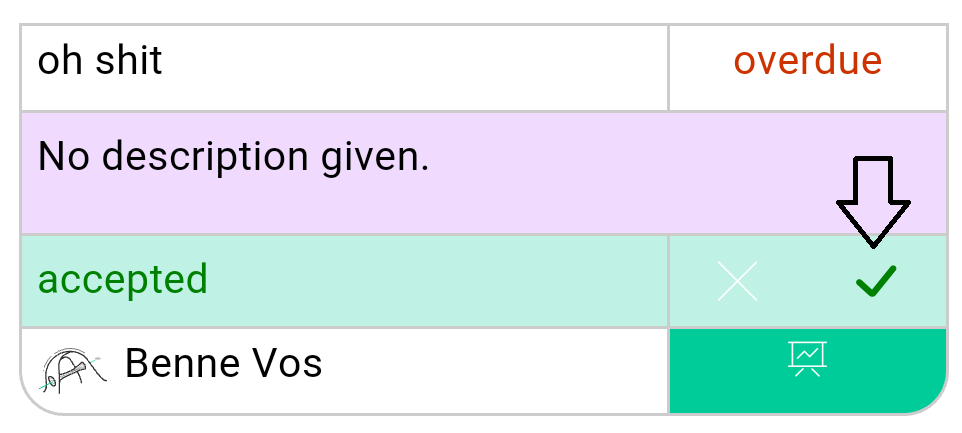 oh shit
overdue
No description given.
accepted
Benne Vos